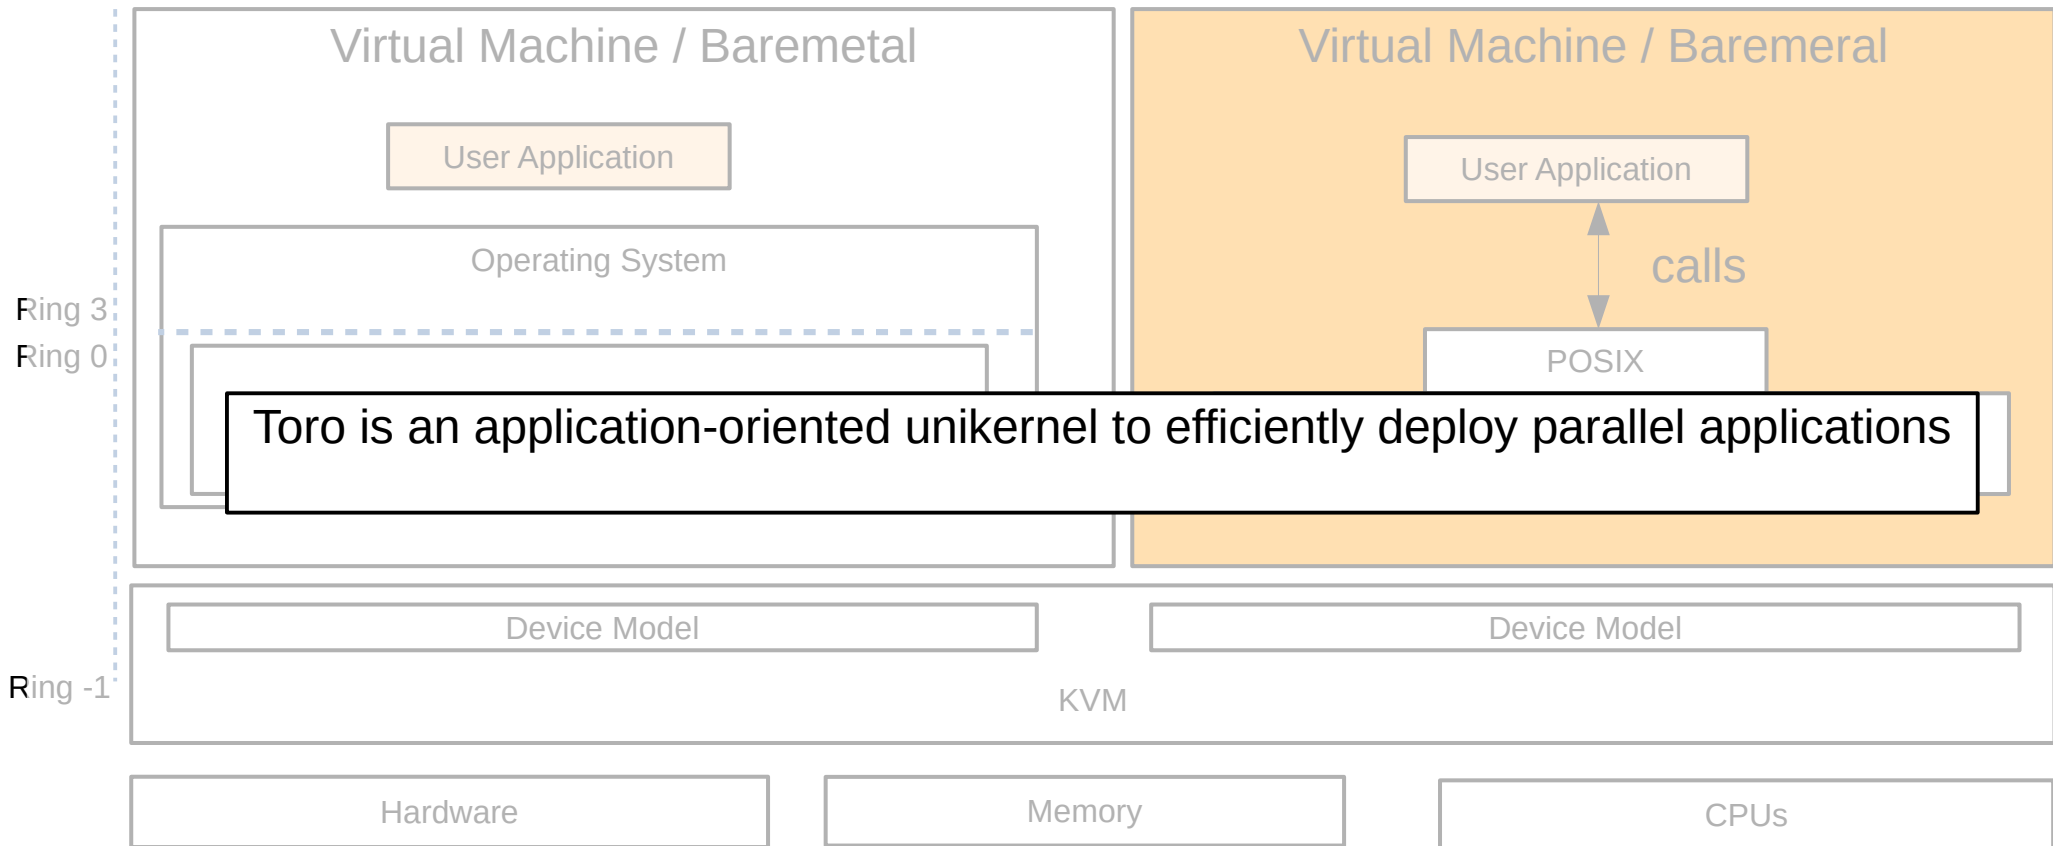 Virtual Machine / Baremetal
Virtual Machine / Baremeral
User Application
User Application
Operating System
calls
Ring 3
Ring 0
POSIX
Toro is an application-oriented unikernel to efficiently deploy parallel applications
Device Model
Device Model
Ring -1
KVM
Hardware
Memory
CPUs